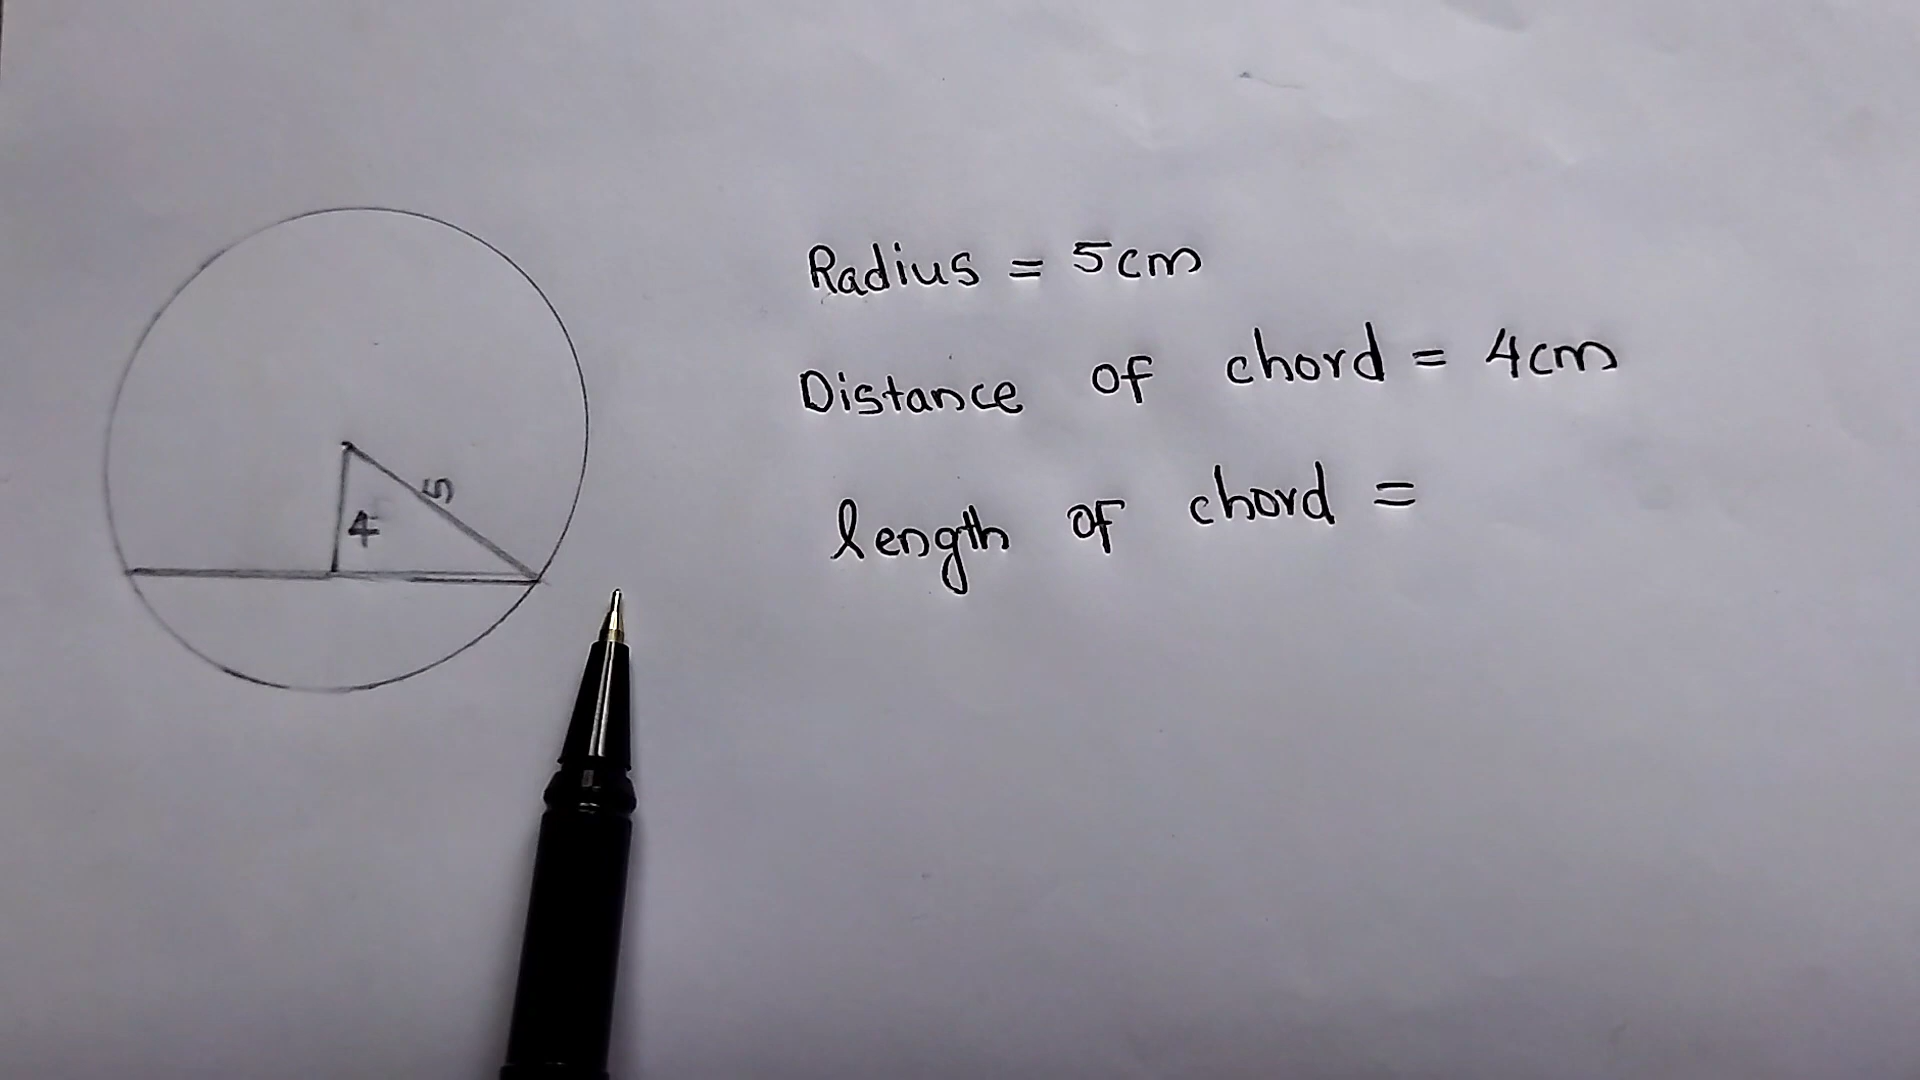 Radius = 5cm
Distance of chord = 4cm
length of chord =
4
5